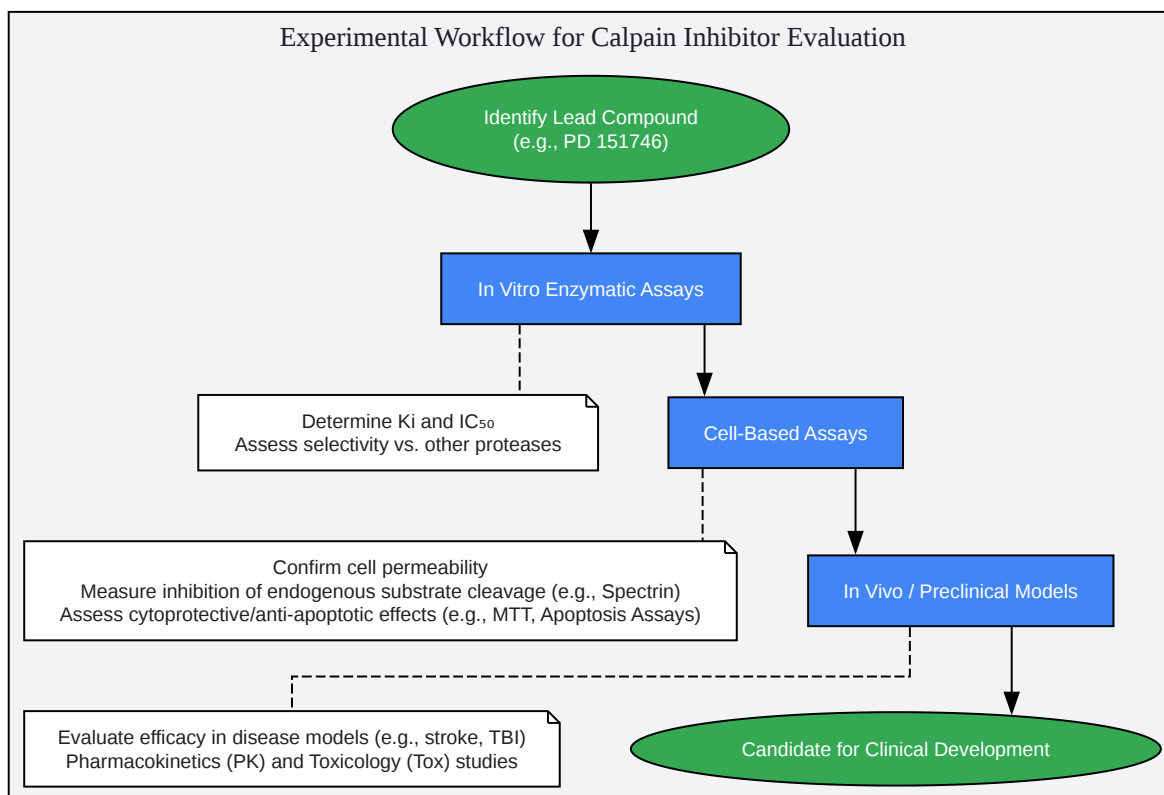 Experimental Workflow for Calpain Inhibitor Evaluation
Identify Lead Compound
(e.g., PD 151746)
In Vitro Enzymatic Assays
Determine Ki and IC₅₀
Assess selectivity vs. other proteases
Cell-Based Assays
Confirm cell permeability
Measure inhibition of endogenous substrate cleavage (e.g., Spectrin)
Assess cytoprotective/anti-apoptotic effects (e.g., MTT, Apoptosis Assays)
In Vivo / Preclinical Models
Evaluate efficacy in disease models (e.g., stroke, TBI)
Pharmacokinetics (PK) and Toxicology (Tox) studies
Candidate for Clinical Development